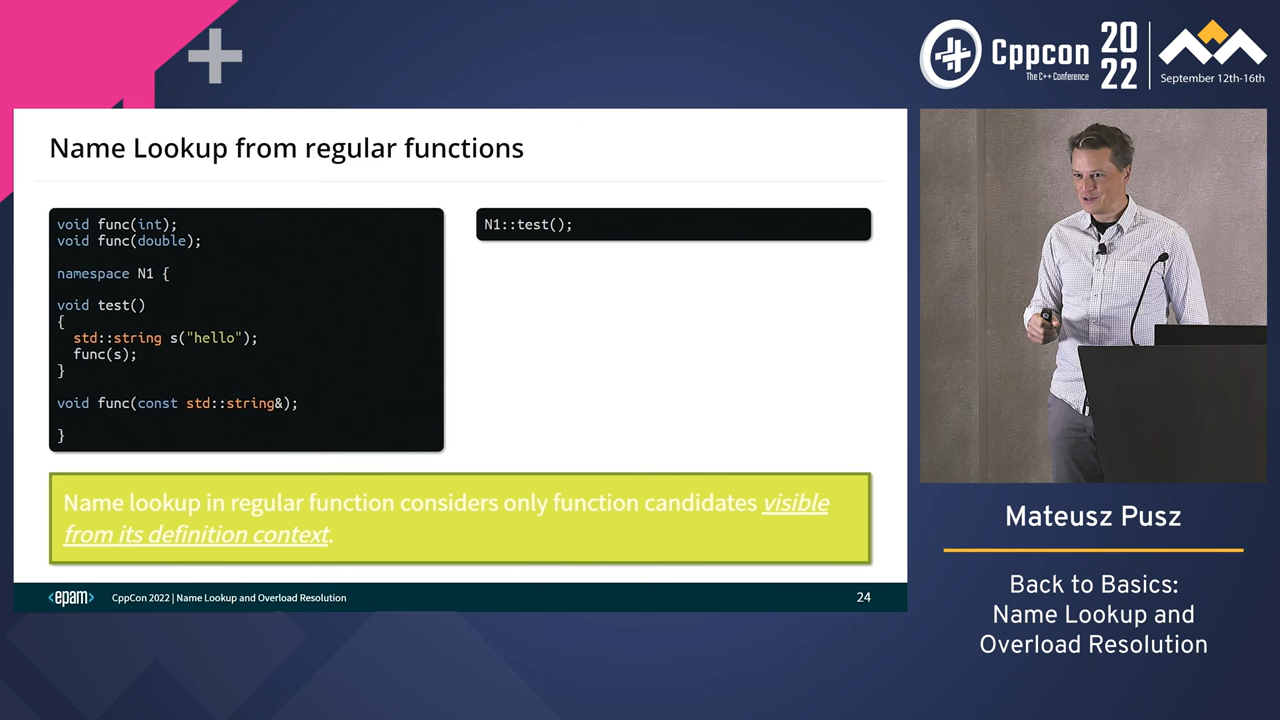 Cppcon
The C++ Conference
20
22
September 12th-16th
Name Lookup from regular functions
void func(int);
void func(double);
namespace N1 {
void test()
{
std::string s("hello");
func(s);
}
void func(const std::string&);
}
N1::test();
Name lookup in regular function considers only function candidates visible
from its definition context.
<epam>
CppCon 2022 | Name Lookup and Overload Resolution
24
Mateusz Pusz
Back to Basics:
Name Lookup and
Overload Resolution